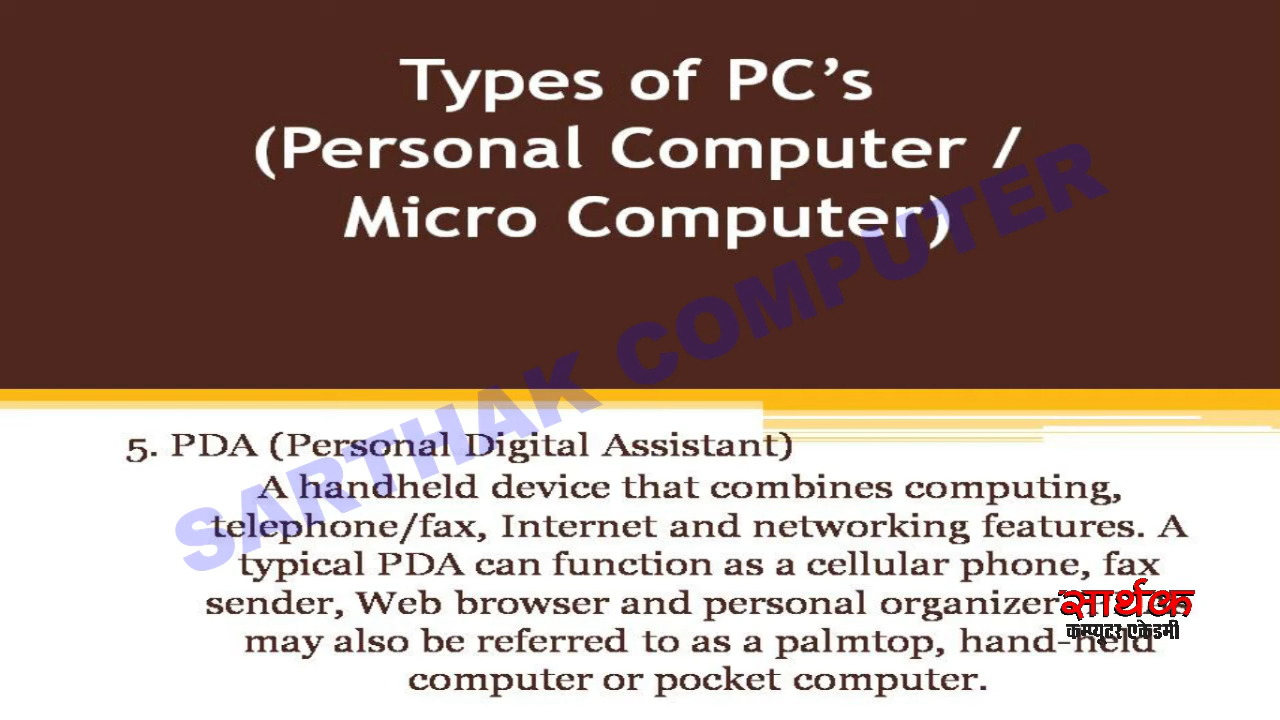 Types of PC’s
(Personal Computer /
Micro Computer)
SARTHAK COMPUTER
5. PDA (Personal Digital Assistant)
A handheld device that combines computing,
telephone/fax, Internet and networking features. A
typical PDA can function as a cellular phone, fax
sender, Web browser and personal organizer
may also be referred to as a palmtop, hand-held
computer or pocket computer.
सार्थक
कम्प्यूटर एकेडमी